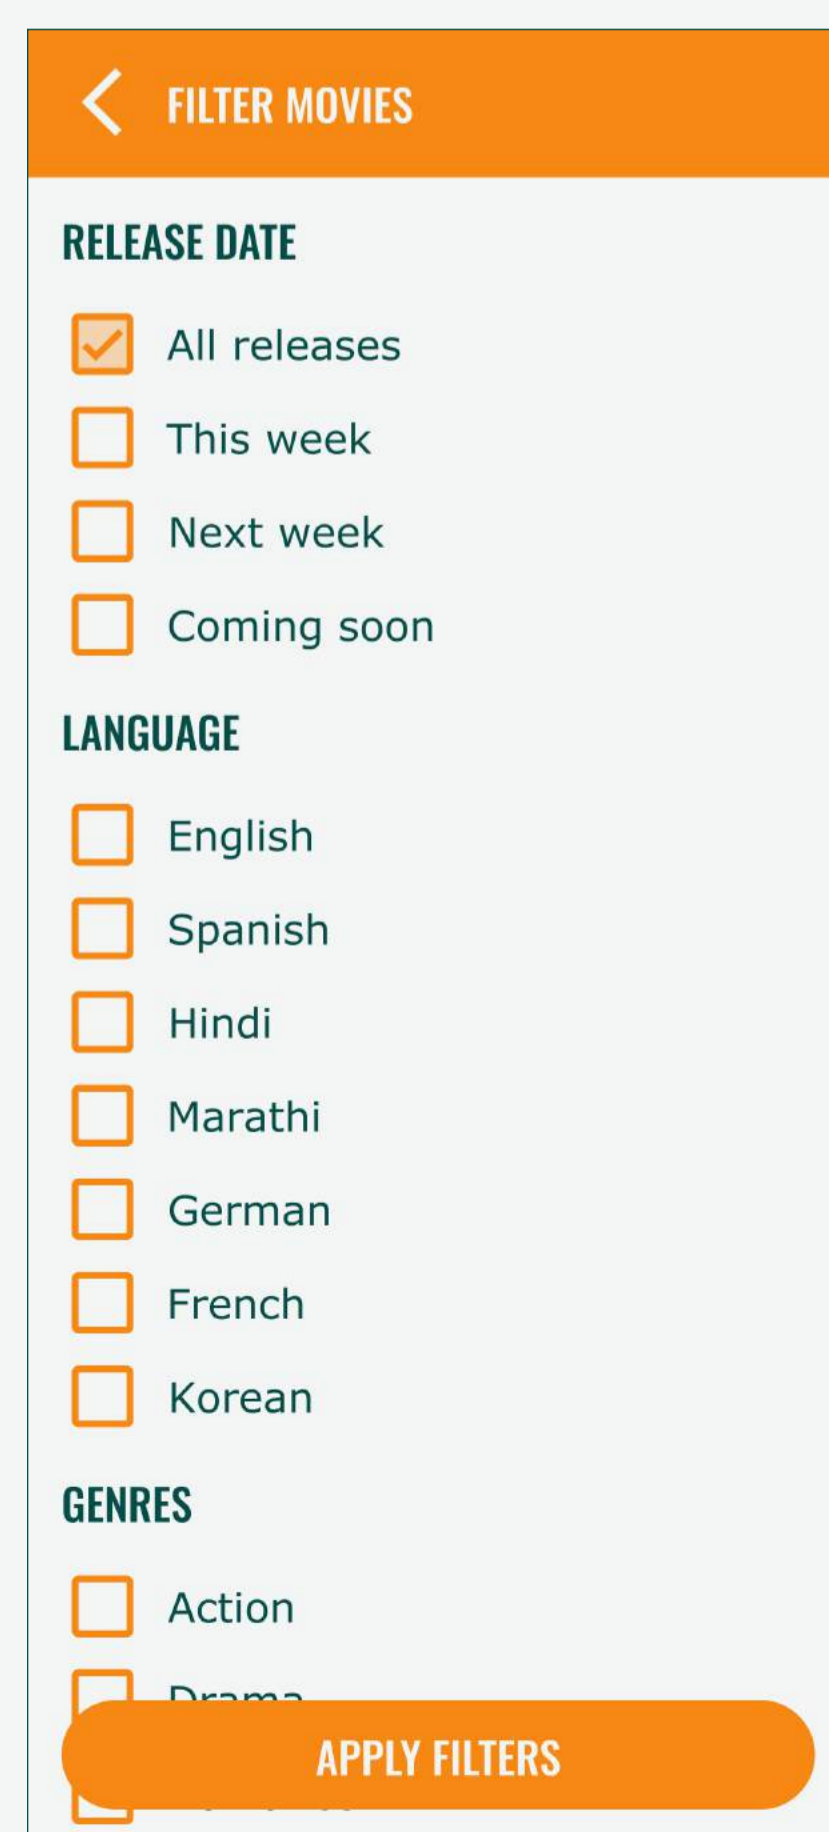 FILTER MOVIES
RELEASE DATE
All releases
This week
Next week
Coming soon
LANGUAGE
English
Spanish
Hindi
Marathi
German
French
Korean
GENRES
Action
Drama
APPLY FILTERS